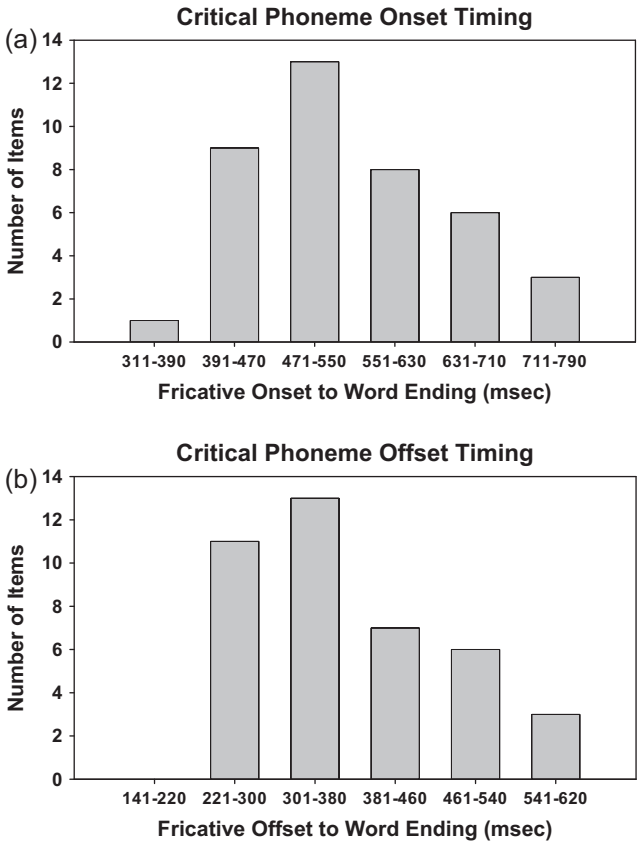 Critical Phoneme Onset Timing
(a)
Number of Items
14
12
10
8
6
4
2
0
311-390 391-470 471-550 551-630 631-710 711-790
Fricative Onset to Word Ending (msec)
Critical Phoneme Offset Timing
(b)
Number of Items
14
12
10
8
6
4
2
0
141-220 221-300 301-380 381-460 461-540 541-620
Fricative Offset to Word Ending (msec)